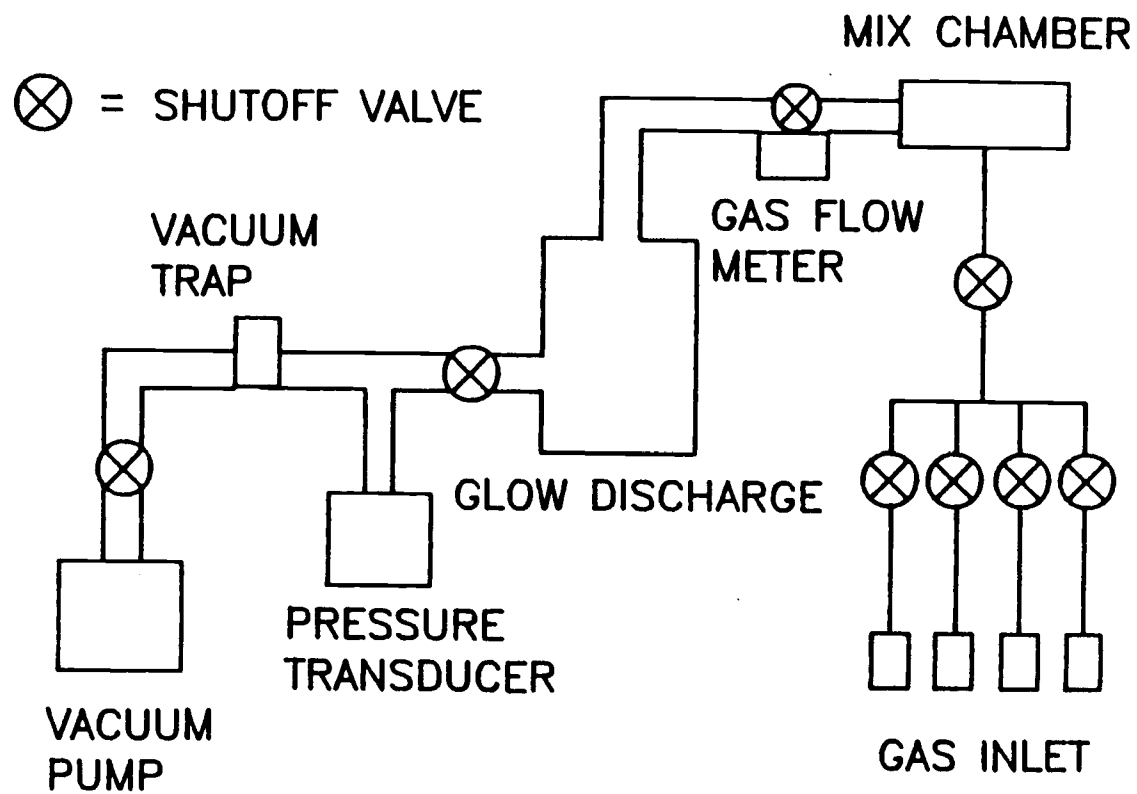 MIX CHAMBER
= SHUTOFF VALVE
VACUUM
TRAP
GAS FLOW
METER
GLOW DISCHARGE
PRESSURE
TRANSDUCER
VACUUM
PUMP
GAS INLET